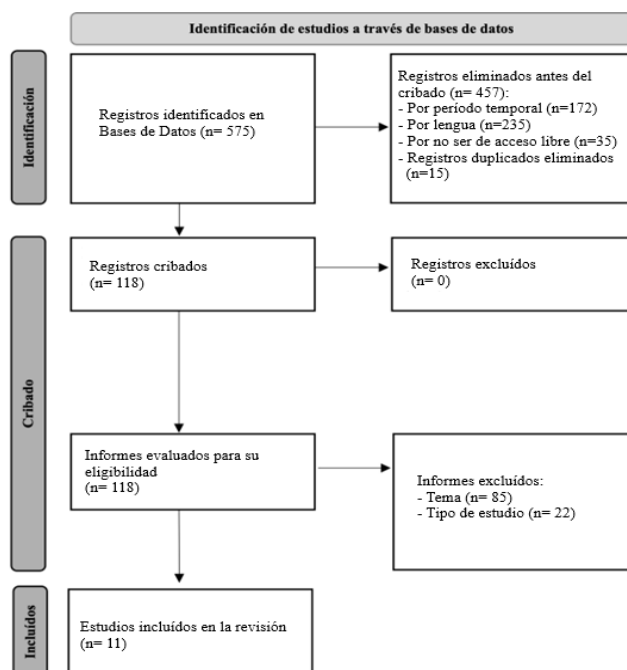 Identificación de estudios a través de bases de datos
Identificación
Registros identificados en
Bases de Datos (n= 575)
Registros eliminados antes del
cribado (n= 457):
- Por período temporal (n=172)
- Por lengua (n=235)
- Por no ser de acceso libre (n=35)
- Registros duplicados eliminados
(n=15)
Cribado
Registros cribados
(n= 118)
Registros excluídos
(n= 0)
Informes evaluados para su
eligibilidad
(n= 118)
Informes excluídos:
- Tema (n= 85)
- Tipo de estudio (n= 22)
Incluídos
Estudios incluídos en la revisión
(n= 11)